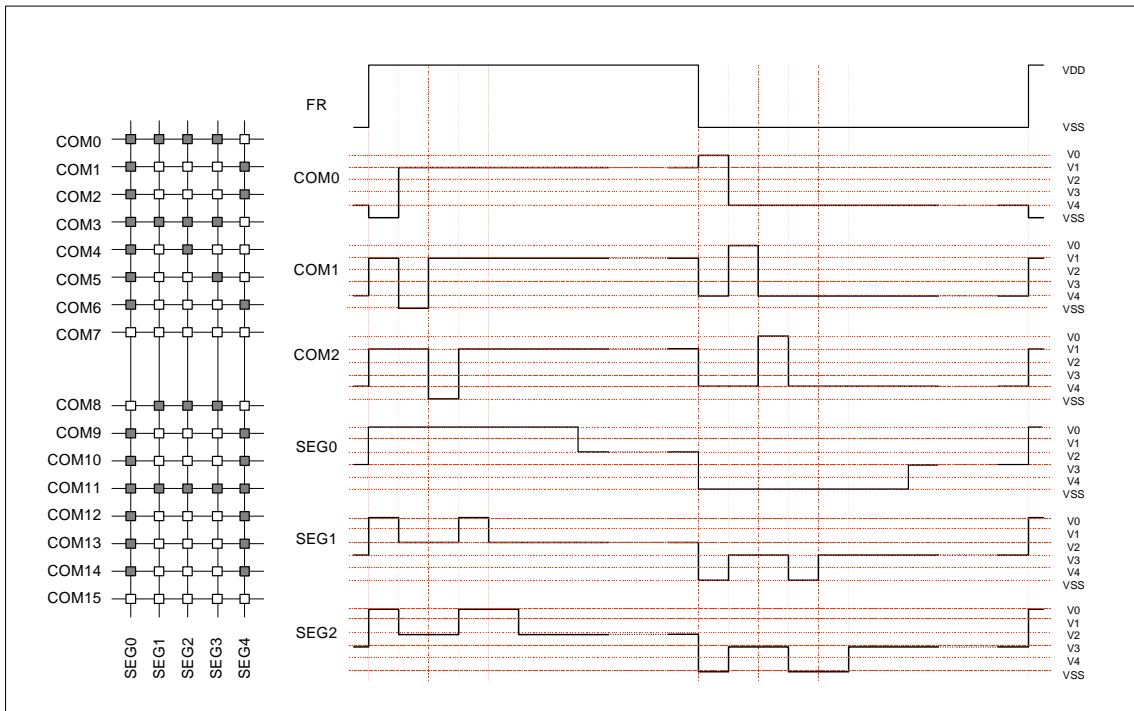 COM0
COM1
COM2
COM3
COM4
COM5
COM6
COM7
COM8
COM9
COM10
COM11
COM12
COM13
COM14
COM15
SEG0
SEG1
SEG2
SEG3
SEG4
FR
VDD
VSS
COM0
V0
V1
V2
V3
V4
VSS
COM1
V0
V1
V2
V3
V4
VSS
COM2
V0
V1
V2
V3
V4
VSS
SEG0
V0
V1
V2
V3
V4
VSS
SEG1
V0
V1
V2
V3
V4
VSS
SEG2
V0
V1
V2
V3
V4
VSS